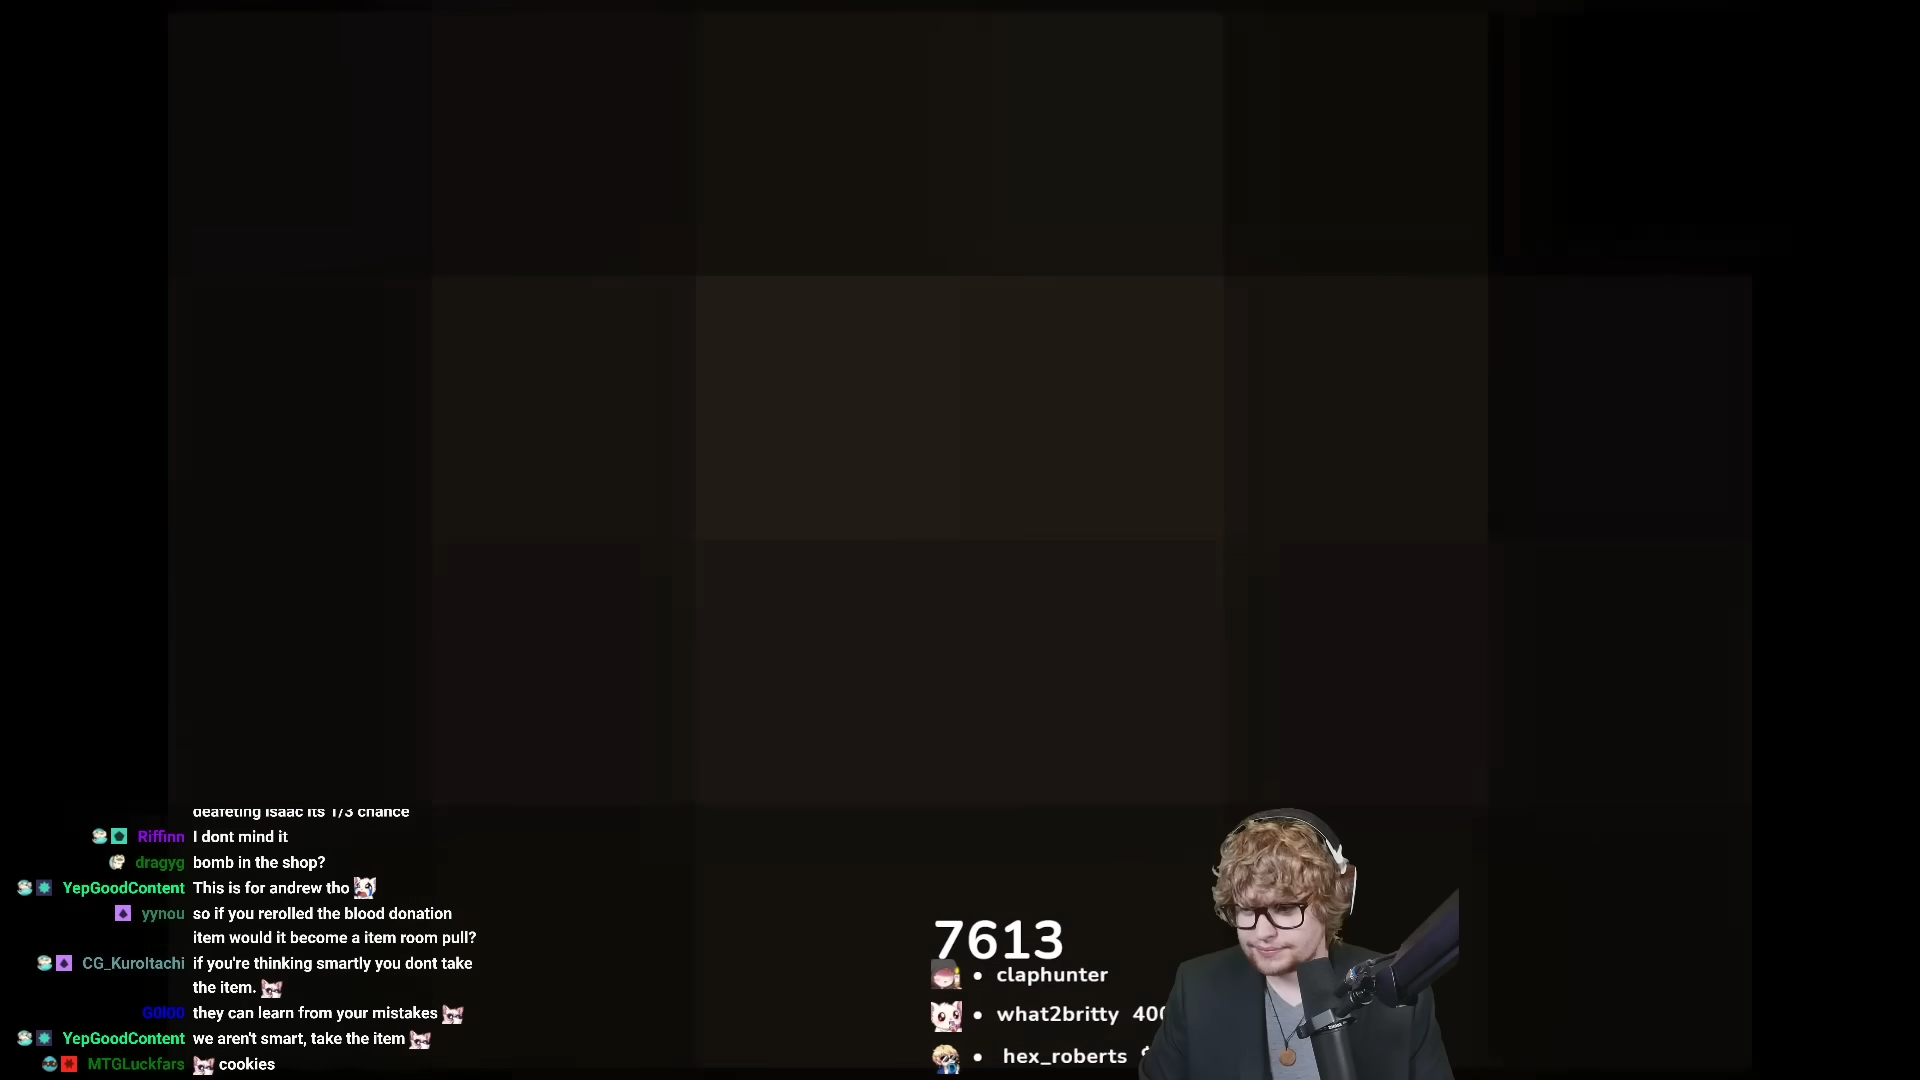 deafeting Isaac its 1/3 chance
Riffinn I dont mind it
dragyg bomb in the shop?
YepGoodContent This is for andrew tho
yynou so if you rerolled the blood donation
item would it become a item room pull?
CG_KuroItachi if you're thinking smartly you dont take
the item.
G0l00 they can learn from your mistakes
YepGoodContent we aren't smart, take the item
MTGLuckfars cookies
7613
• claphunter
• what2britty 400
• hex_roberts